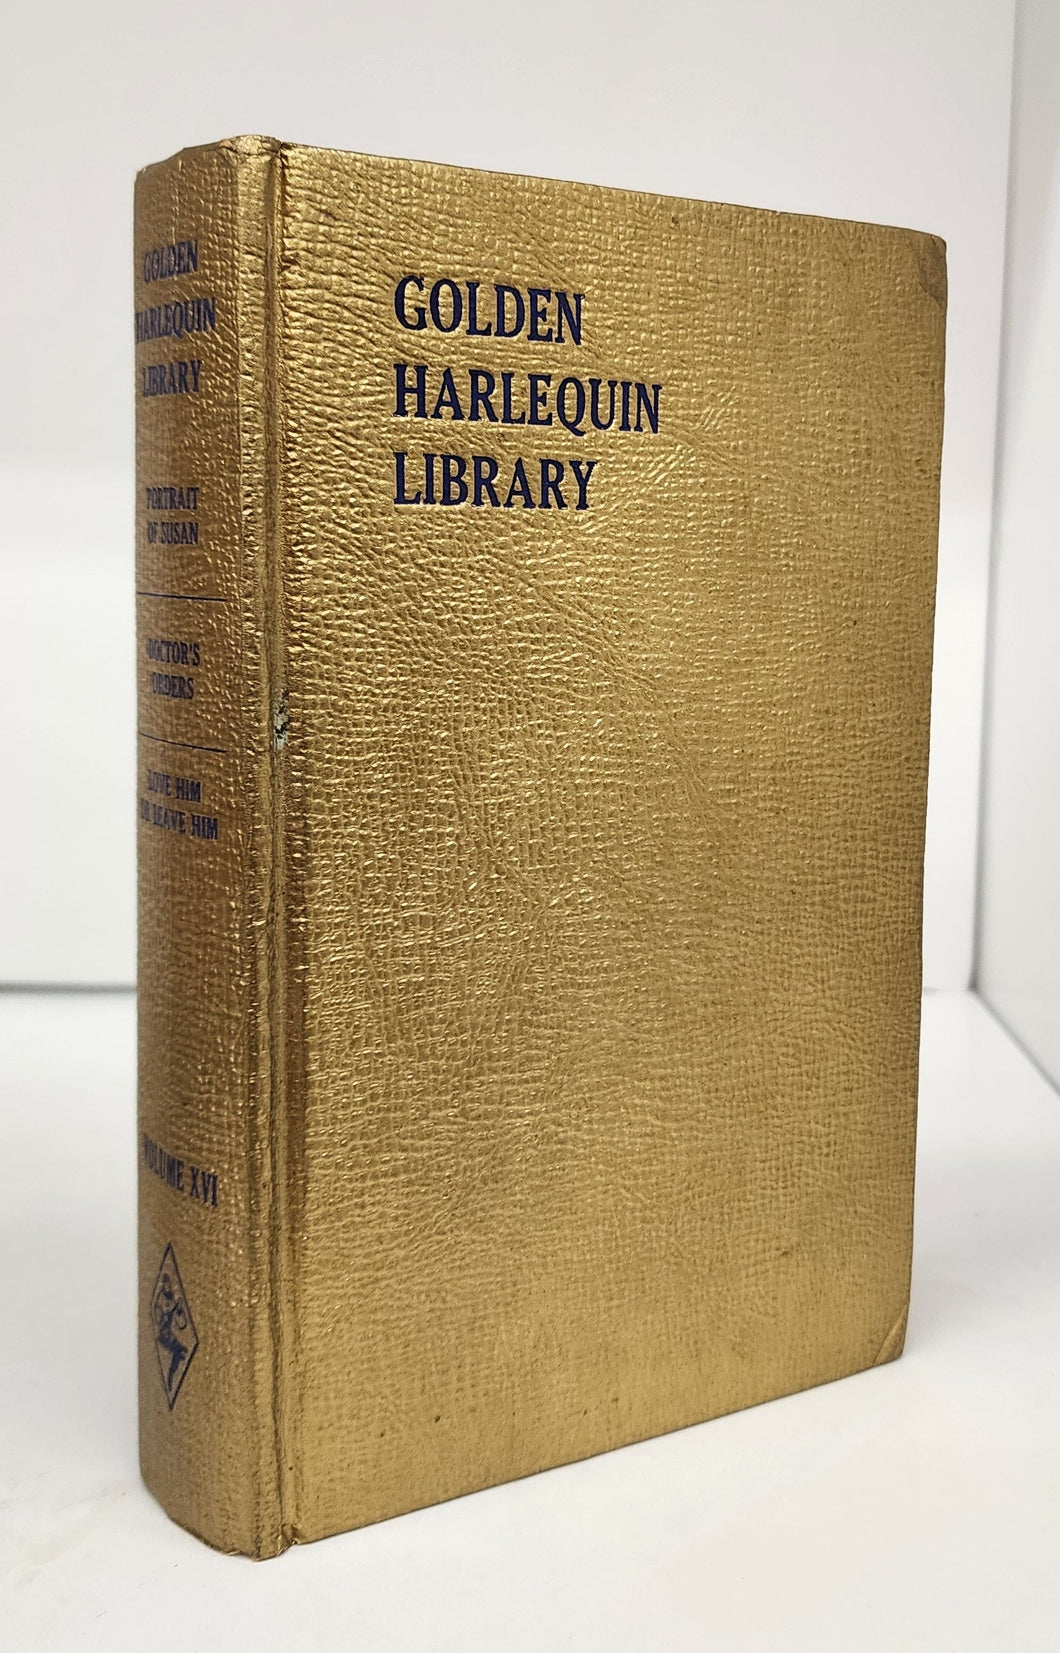 GOLDEN
HARLEQUIN
LIBRARY
PORTRAIT
OF SUSAN
DOCTOR'S
ORDERS
LOVE HIM
OR LEAVE HIM
VOLUME XVI
GOLDEN
HARLEQUIN
LIBRARY